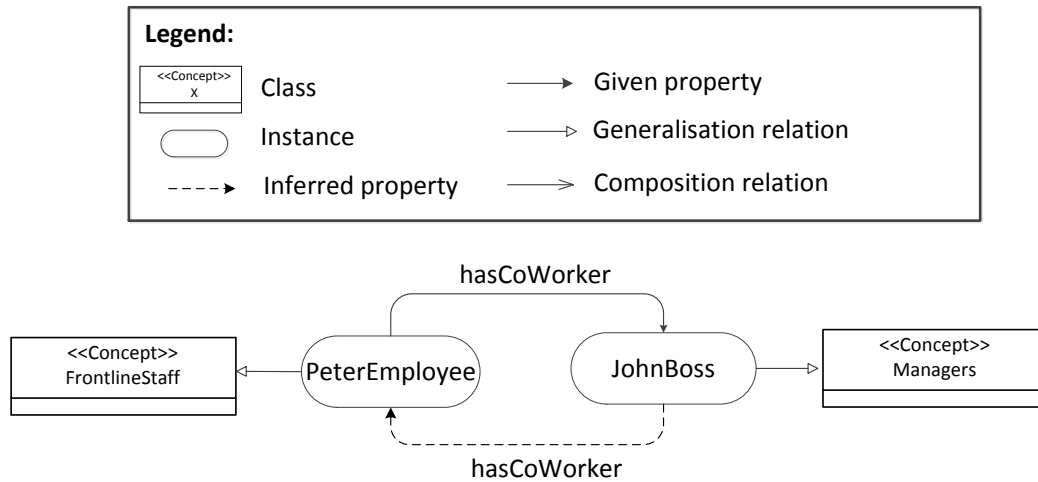 Legend:
<<Concept>>
X
Class
Given property
Instance
Generalisation relation
Inferred property
Composition relation
hasCoWorker
<<Concept>>
FrontlineStaff
PeterEmployee
JohnBoss
<<Concept>>
Managers
hasCoWorker